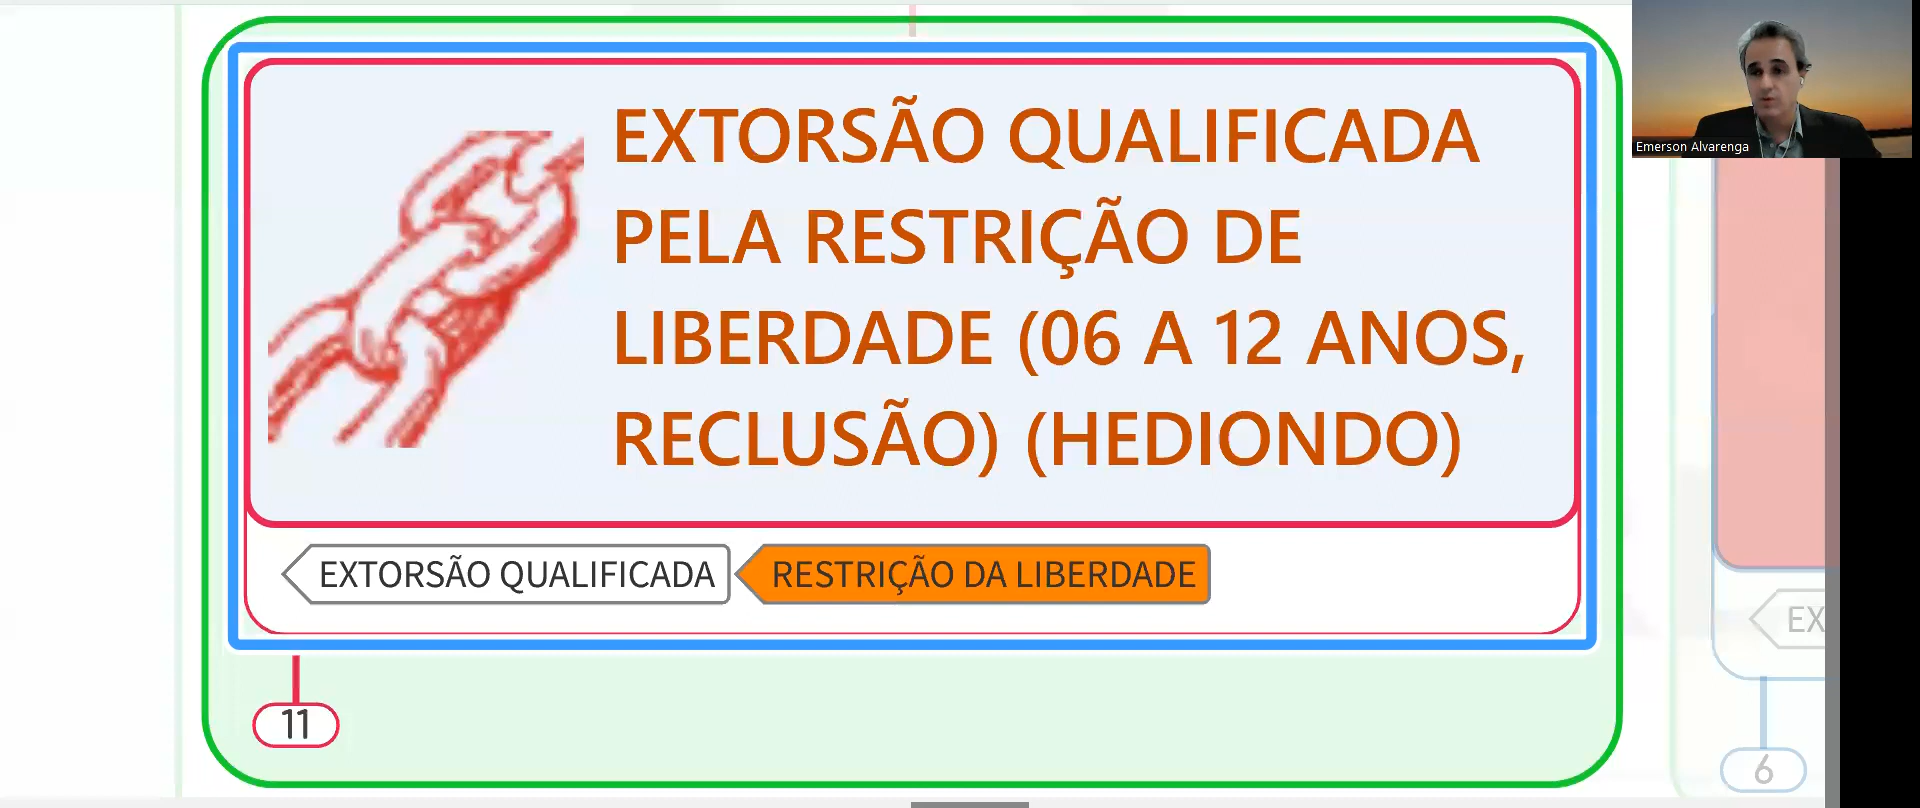 EXTORSÃO QUALIFICADA
PELA RESTRIÇÃO DE
LIBERDADE (06 A 12 ANOS,
RECLUSÃO) (HEDIONDO)
Emerson Alvarenga
EXTORSÃO QUALIFICADA
RESTRIÇÃO DA LIBERDADE
EX
11
6